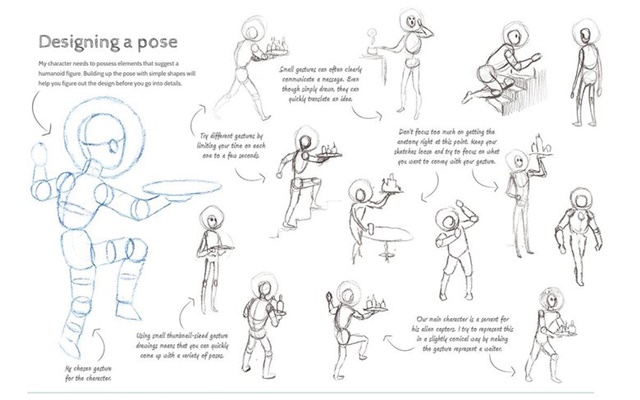 Designing a pose
My character needs to possess elements that suggest a
humanoid figure. Building up the pose with simple shapes will
help you figure out the design before you go into details.
Small gestures can often clearly
communicate a message. Even
though simply drawn, they can
quickly translate an idea.
Try different gestures by
limiting your time on each
one to a few seconds.
Don't focus too much on getting the
anatomy right at this point. Keep your
sketches loose and try to focus on what
you want to convey with your gesture.
Using small thumbnail-sized gesture
drawings means that you can quickly
come up with a variety of poses.
Our main character is a servant for
his alien captors. I try to represent this
in a slightly comical way by making
the gesture represent a waiter.
My chosen gesture
for the character.